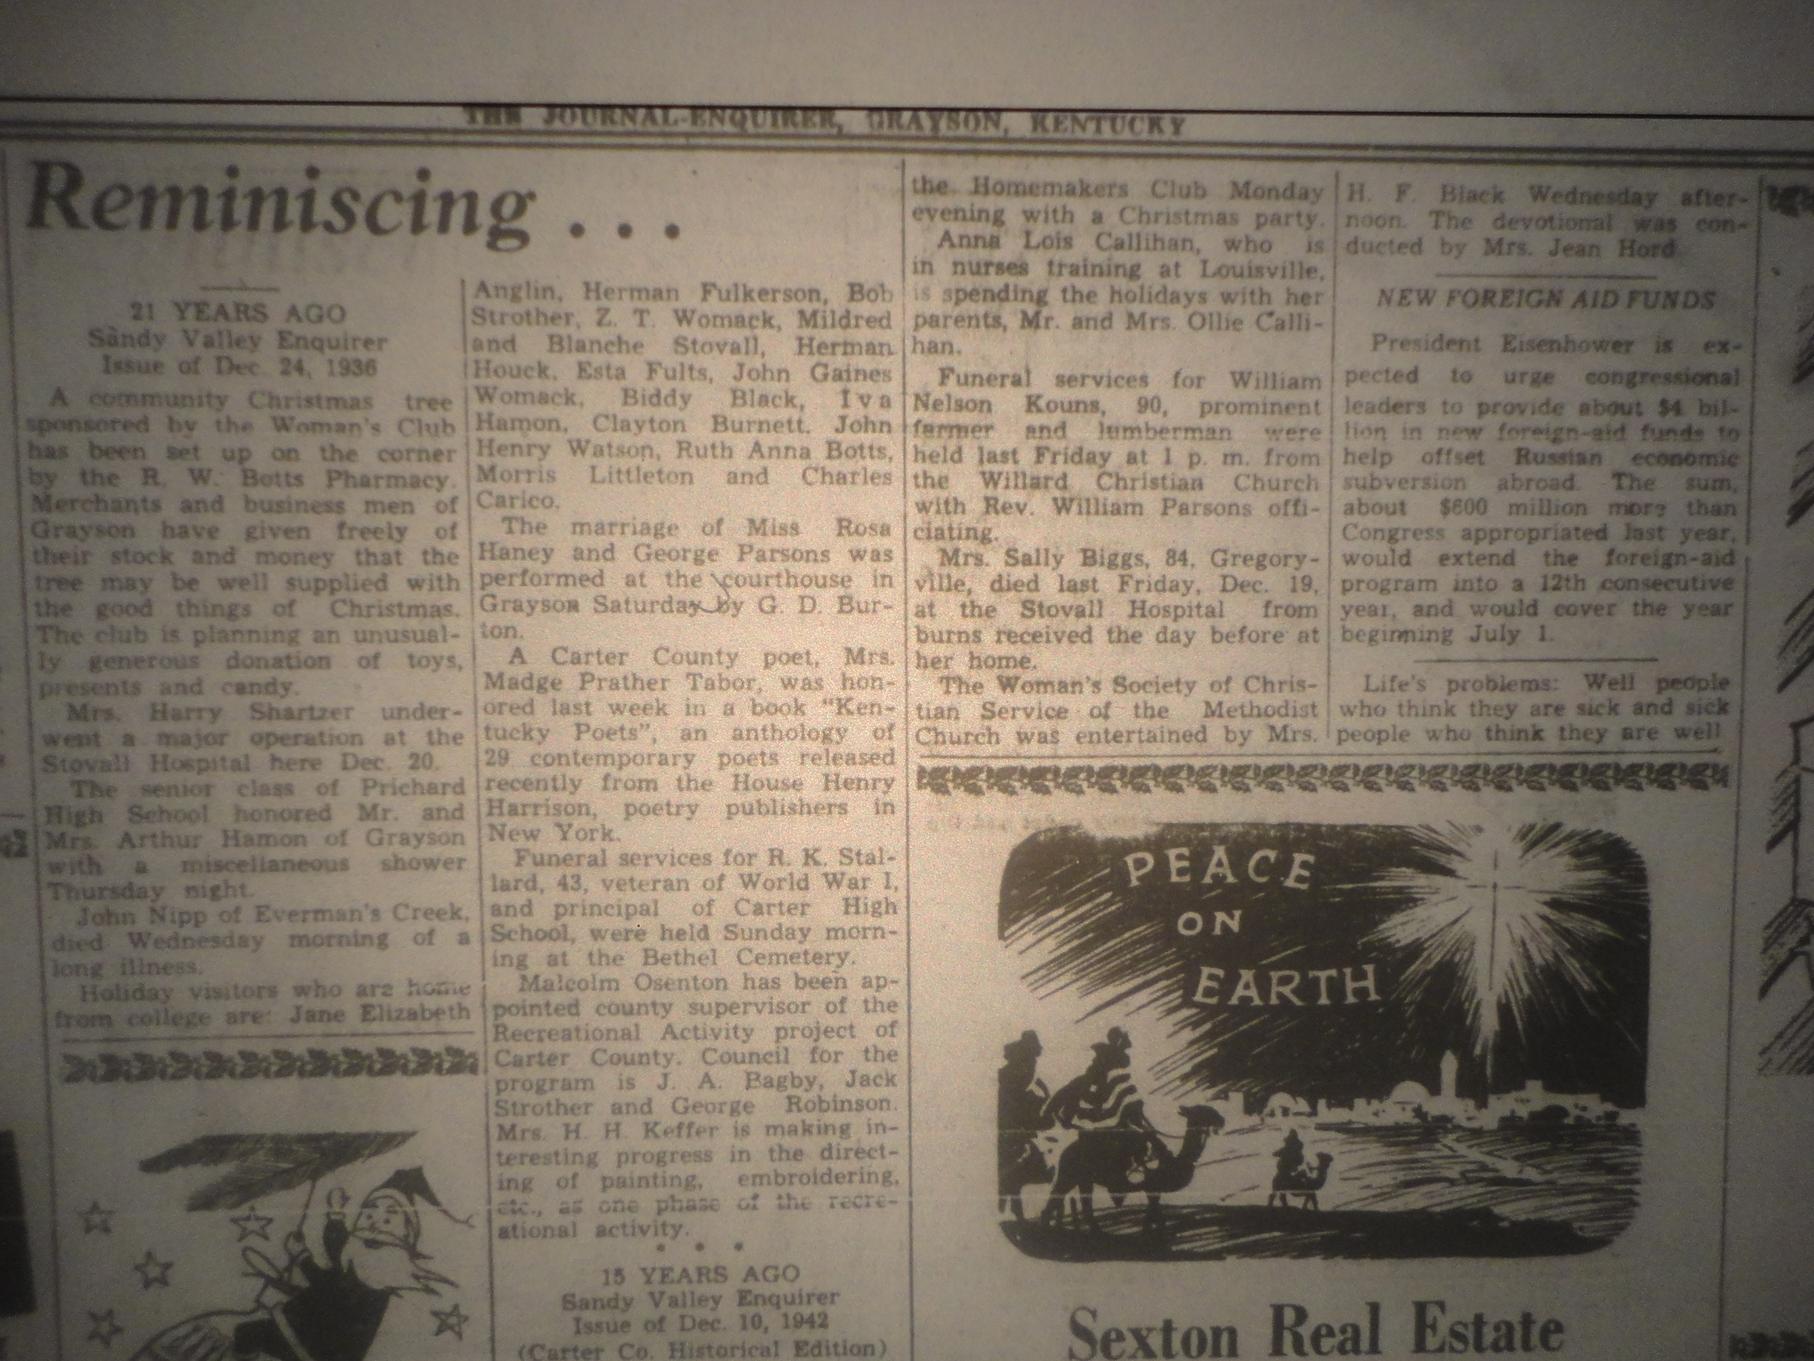 THE JOURNAL-ENQUIRER, GRAYSON, KENTUCKY
Reminiscing . . .
21 YEARS AGO
Sandy Valley Enquirer
Issue of Dec. 24, 1936
A community Christmas tree
sponsored by the Woman's Club
has been set up on the corner
by the R. W. Botts Pharmacy.
Merchants and business men of
Grayson have given freely of
their stock and money that the
tree may be well supplied with
the good things of Christmas.
The club is planning an unusual-
ly generous donation of toys,
presents and candy.
Mrs. Harry Shartzer under-
went a major operation at the
Stovall Hospital here Dec. 20.
The senior class of Prichard
High School honored Mr. and
Mrs. Arthur Hamon of Grayson
with a miscellaneous shower
Thursday night.
John Nipp of Everman's Creek,
died Wednesday morning of a
long illness.
Holiday visitors who are home
from college are: Jane Elizabeth
Anglin, Herman Fulkerson, Bob
Strother, Z. T. Womack, Mildred
and Blanche Stovall, Herman
Houck, Esta Fults, John Gaines
Womack, Biddy Black, Iva
Hamon, Clayton Burnett, John
Henry Watson, Ruth Anna Botts,
Morris Littleton and Charles
Carico.
The marriage of Miss Rosa
Haney and George Parsons was
performed at the courthouse in
Grayson Saturday by G. D. Bur-
ton.
A Carter County poet, Mrs.
Madge Prather Tabor, was hon-
ored last week in a book "Ken-
tucky Poets", an anthology of
29 contemporary poets released
recently from the House Henry
Harrison, poetry publishers in
New York.
Funeral services for R. K. Stal-
lard, 43, veteran of World War I,
and principal of Carter High
School, were held Sunday morn-
ing at the Bethel Cemetery.
Malcolm Osenton has been ap-
pointed county supervisor of the
Recreational Activity project of
Carter County. Council for the
program is J. A. Bagby, Jack
Strother and George Robinson.
Mrs. H. H. Keffer is making in-
teresting progress in the direct-
ing of painting, embroidering,
etc., as one phase of the recre-
ational activity.
• • •
15 YEARS AGO
Sandy Valley Enquirer
Issue of Dec. 10, 1942
(Carter Co. Historical Edition)
the Homemakers Club Monday
evening with a Christmas party.
Anna Lois Callihan, who is
in nurses training at Louisville,
is spending the holidays with her
parents, Mr. and Mrs. Ollie Calli-
han.
Funeral services for William
Nelson Kouns, 90, prominent
farmer and lumberman were
held last Friday at 1 p. m. from
the Willard Christian Church
with Rev. William Parsons offi-
ciating.
Mrs. Sally Biggs, 84, Gregory-
ville, died last Friday, Dec. 19,
at the Stovall Hospital from
burns received the day before at
her home.
The Woman's Society of Chris-
tian Service of the Methodist
Church was entertained by Mrs.
H. F. Black Wednesday after-
noon. The devotional was con-
ducted by Mrs. Jean Hord
NEW FOREIGN AID FUNDS
President Eisenhower is ex-
pected to urge congressional
leaders to provide about $4 bil-
lion in new foreign-aid funds to
help offset Russian economic
subversion abroad. The sum,
about $600 million more than
Congress appropriated last year,
would extend the foreign-aid
program into a 12th consecutive
year, and would cover the year
beginning July 1.
Life's problems: Well people
who think they are sick and sick
people who think they are well
PEACE
ON
EARTH
Sexton Real Estate